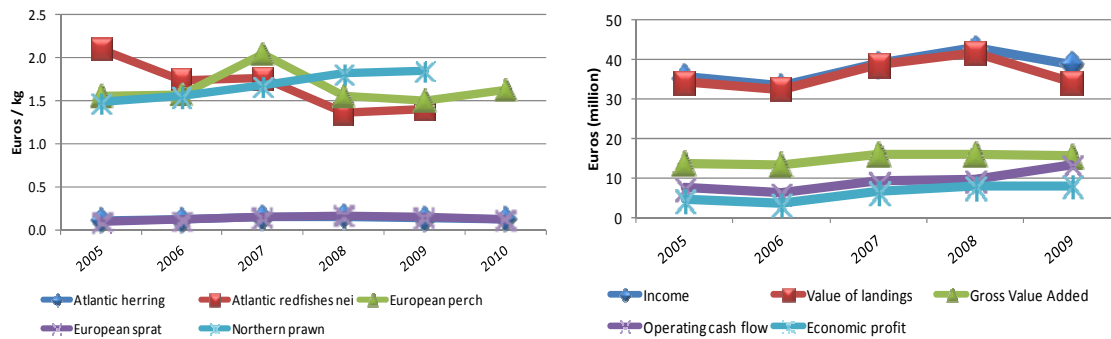 2.5
2.0
1.5
1.0
0.5
0.0
Euros / kg
2005 2006 2007 2008 2009 2010
Atlantic herring Atlantic redfishes nei European perch
European sprat Northern prawn
50
40
30
20
10
0
Euros (million)
2005 2006 2007 2008 2009
Income Value of landings Gross Value Added
Operating cash flow Economic profit